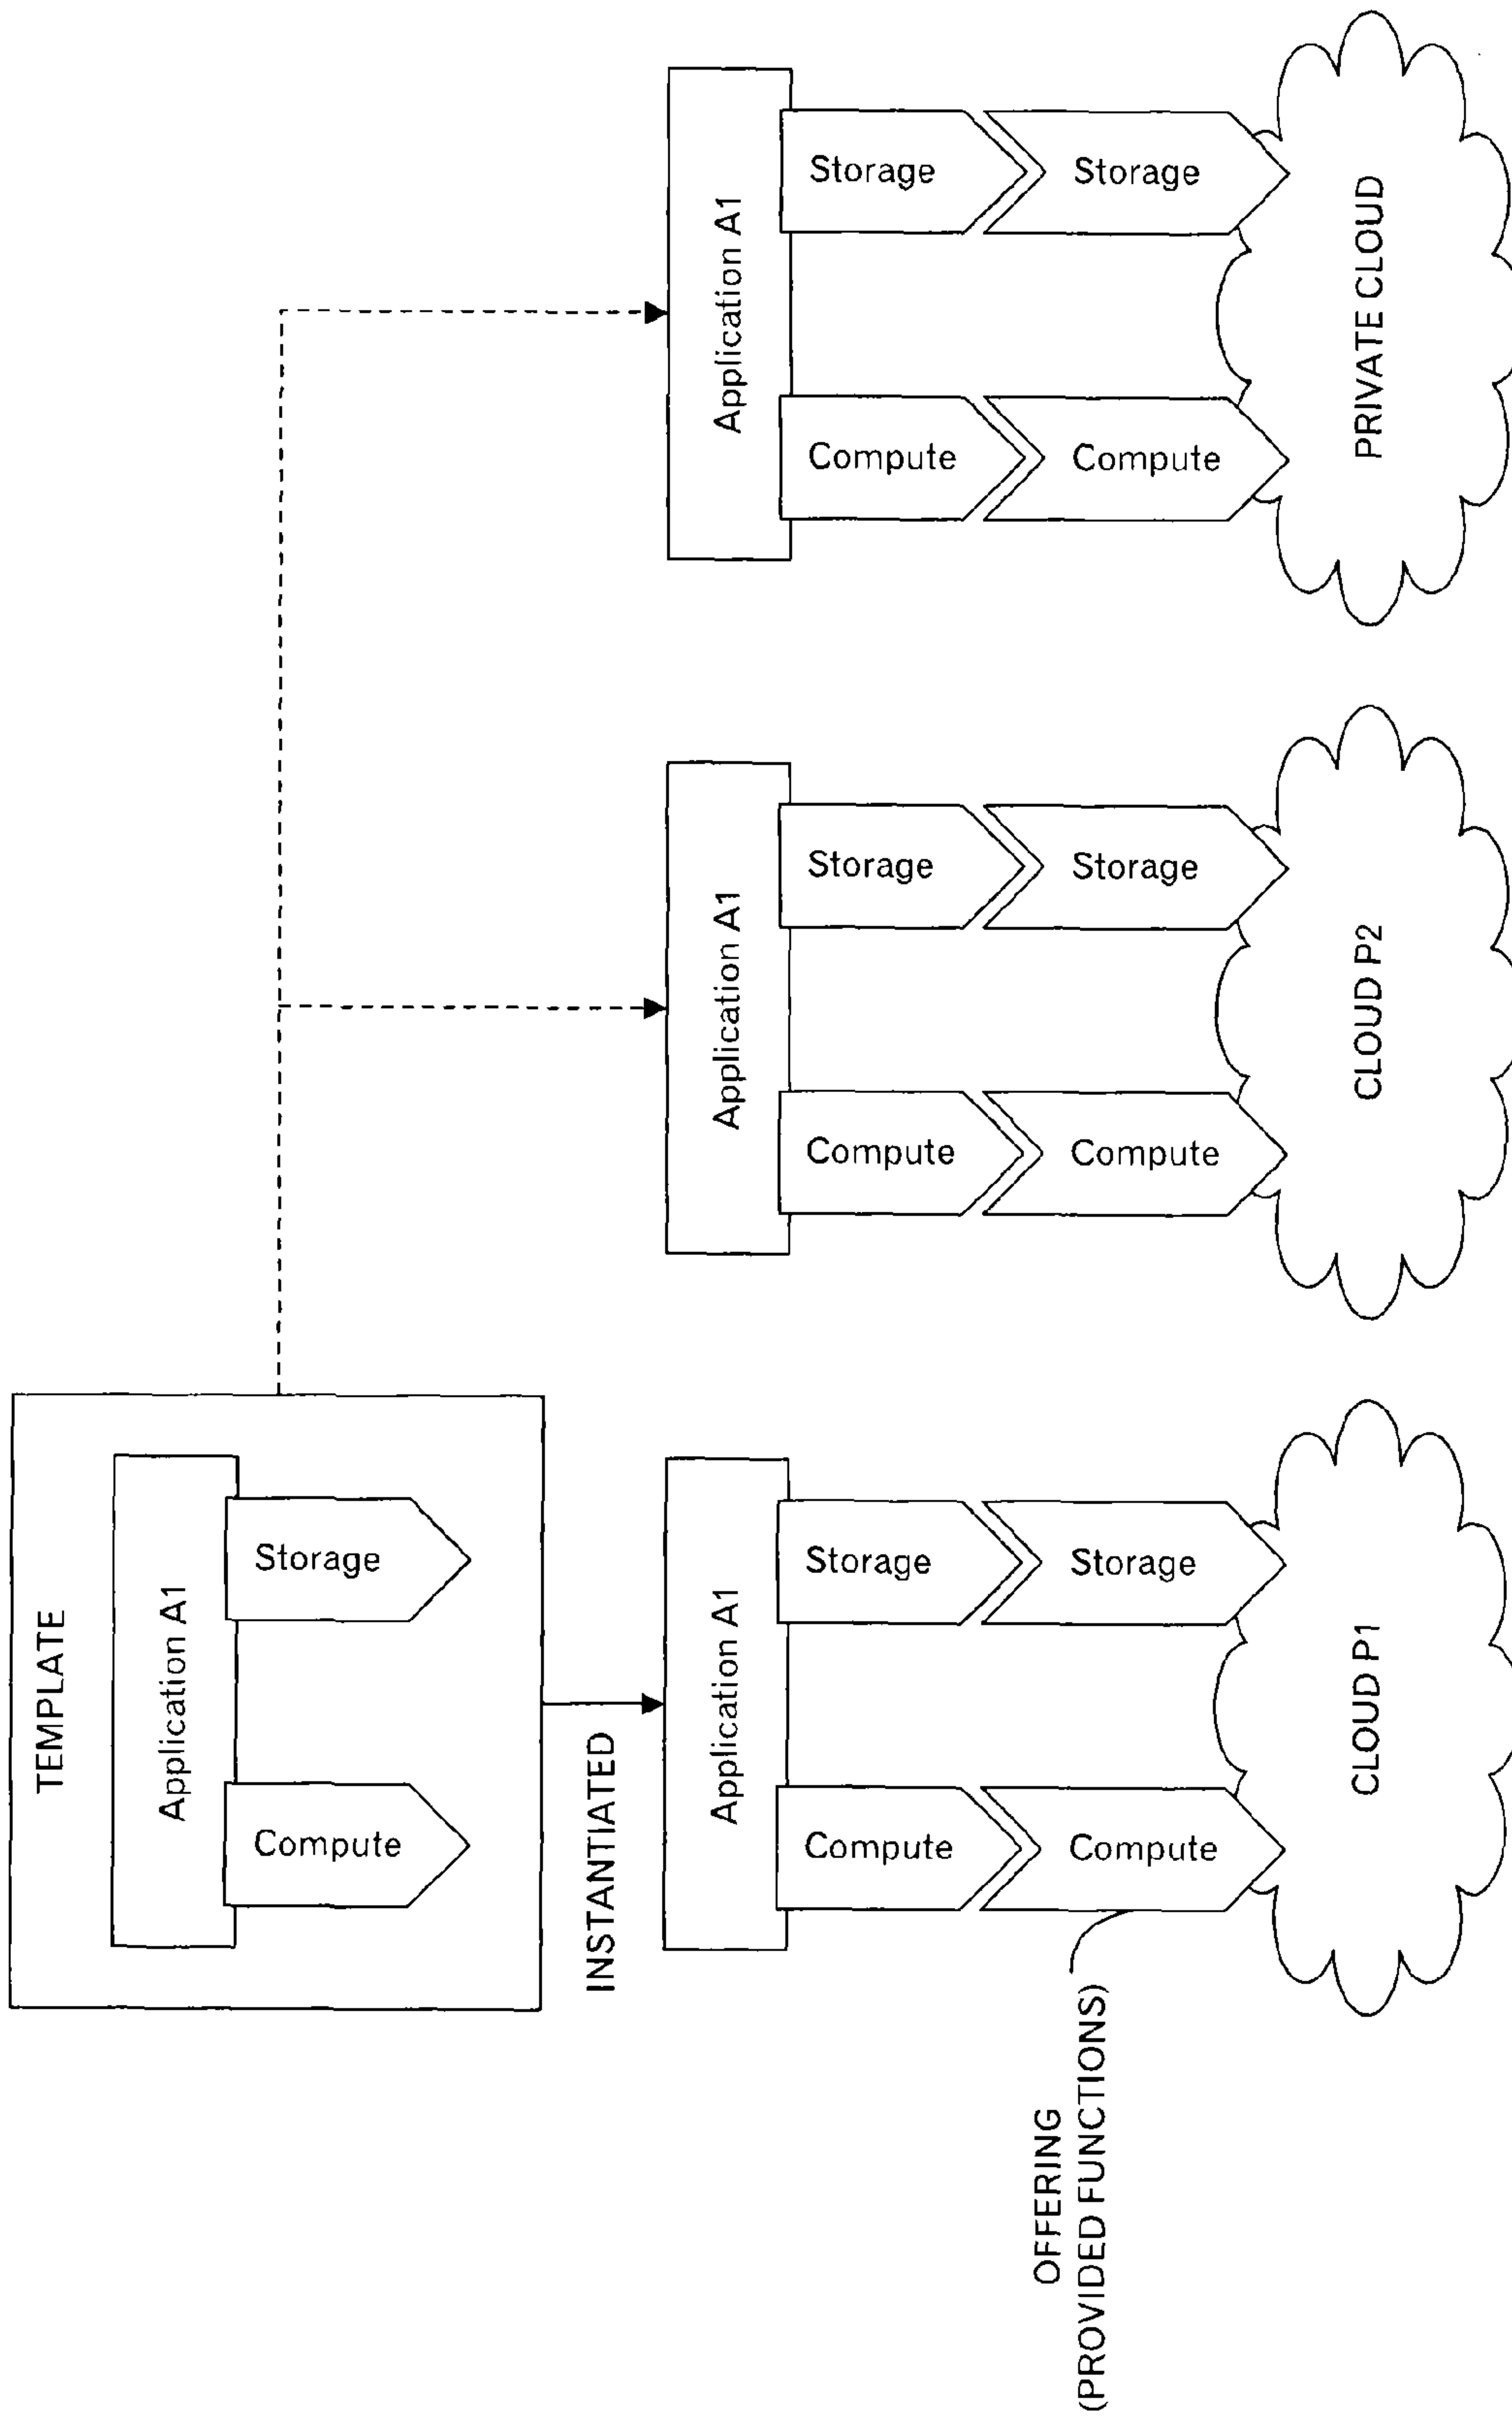 TEMPLATE
Application A1
Compute
Storage
INSTANTIATED
Application A1
Compute
Storage
Compute
Storage
CLOUD P1
OFFERING
(PROVIDED FUNCTIONS)
Application A1
Compute
Storage
Compute
Storage
CLOUD P2
Application A1
Compute
Storage
Compute
Storage
PRIVATE CLOUD